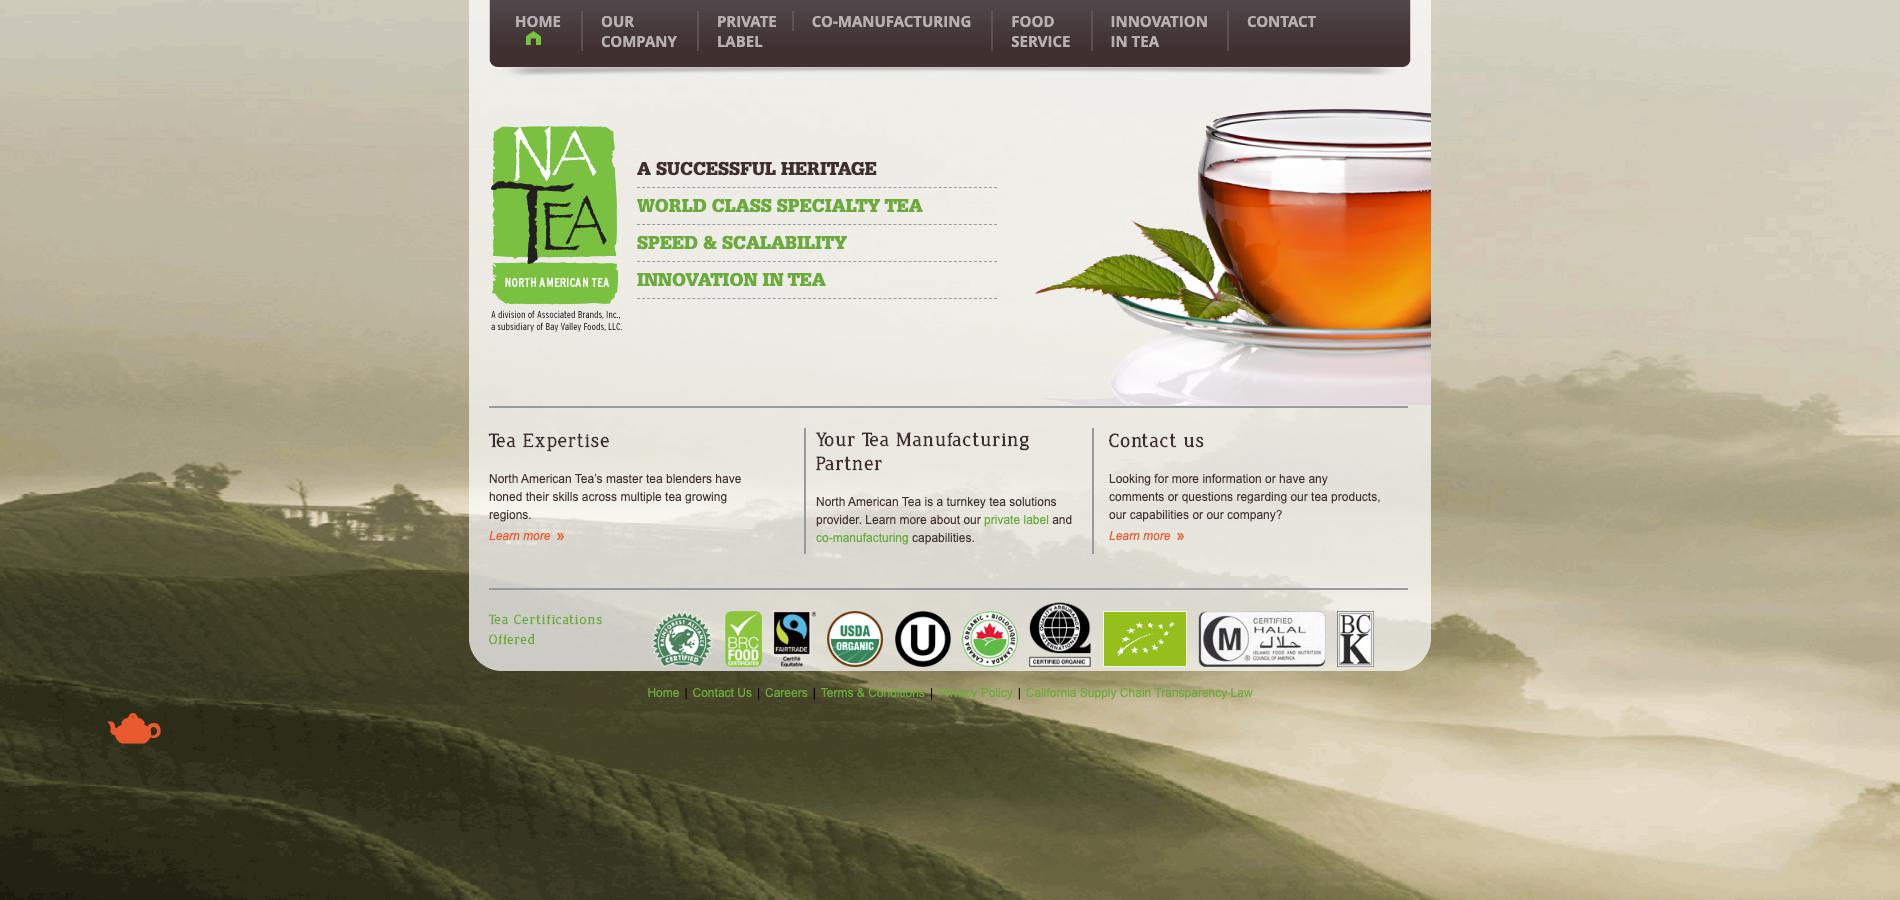 HOME
OUR
COMPANY
PRIVATE
LABEL
CO-MANUFACTURING
FOOD
SERVICE
INNOVATION
IN TEA
CONTACT
NA
TEA
NORTH AMERICAN TEA
A division of Associated Brands, Inc.,
a subsidiary of Bay Valley Foods, LLC.
A SUCCESSFUL HERITAGE
WORLD CLASS SPECIALTY TEA
SPEED & SCALABILITY
INNOVATION IN TEA
Tea Expertise
North American Tea's master tea blenders have
honed their skills across multiple tea growing
regions.
Learn more »
Your Tea Manufacturing
Partner
North American Tea is a turnkey tea solutions
provider. Learn more about our private label and
co-manufacturing capabilities.
Contact us
Looking for more information or have any
comments or questions regarding our tea products,
our capabilities or our company?
Learn more »
Tea Certifications
Offered
RAINFOREST ALLIANCE
CERTIFIED
BRC
FOOD
CERTIFICATED
®
FAIRTRADE
Certifié
Équitable
USDA
ORGANIC
U
ORGANIC • BIOLOGIQUE
CANADA • CANADA
QUALITY ASSURANCE
INTERNATIONAL
CERTIFIED ORGANIC
M
®
CERTIFIED
HALAL
حلال
ISLAMIC FOOD AND NUTRITION
COUNCIL OF AMERICA
BC
K
Home | Contact Us | Careers | Terms & Conditions | Privacy Policy | California Supply Chain Transparency Law